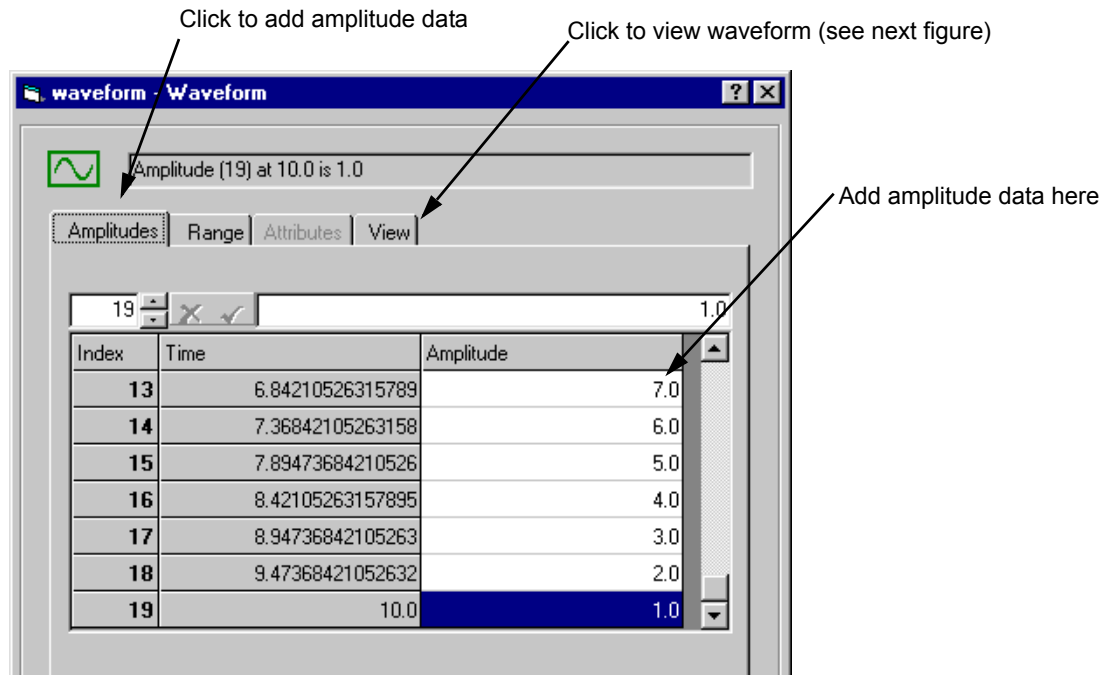 Click to add amplitude data
Click to view waveform (see next figure)
waveform - Waveform
Amplitude (19) at 10.0 is 1.0
Add amplitude data here
Amplitudes Range Attributes View
19 1.0
Index Time Amplitude
13 6.84210526315789 7.0
14 7.36842105263158 6.0
15 7.89473684210526 5.0
16 8.42105263157895 4.0
17 8.94736842105263 3.0
18 9.47368421052632 2.0
19 10.0 1.0